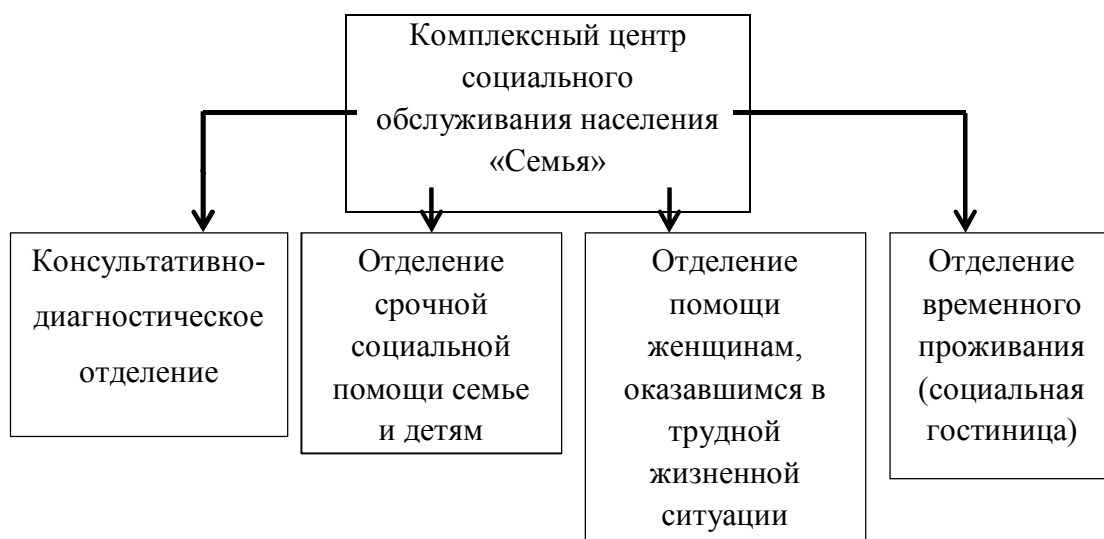 Комплексный центр
социального
обслуживания населения
«Семья»
Консультативно-
диагностическое
отделение
Отделение
срочной
социальной
помощи семье
и детям
Отделение
помощи
женщинам,
оказавшимся в
трудной
жизненной
ситуации
Отделение
временного
проживания
(социальная
гостиница)